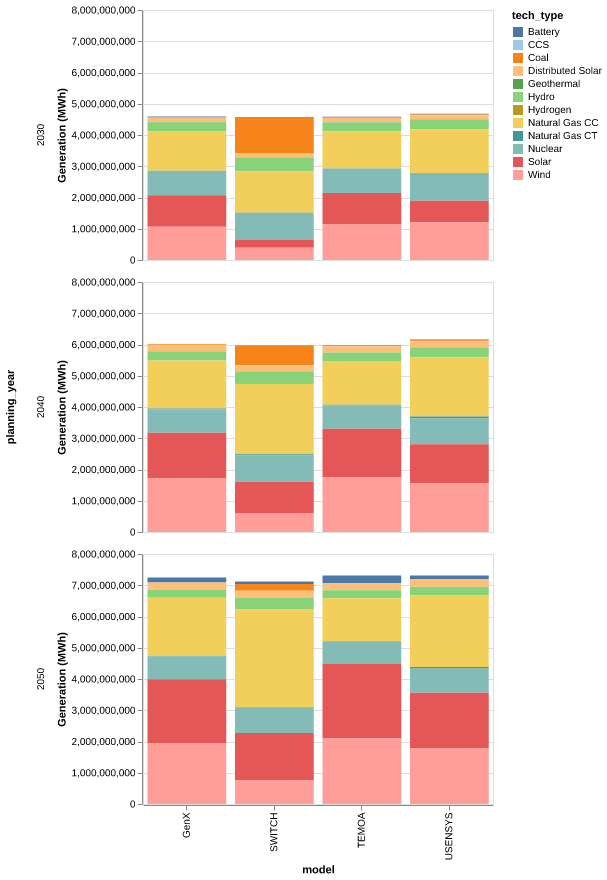 tech_type
Battery
CCS
Coal
Distributed Solar
Geothermal
Hydro
Hydrogen
Natural Gas CC
Natural Gas CT
Nuclear
Solar
Wind
planning_year
2030
Generation (MWh)
8,000,000,000
7,000,000,000
6,000,000,000
5,000,000,000
4,000,000,000
3,000,000,000
2,000,000,000
1,000,000,000
0
2040
Generation (MWh)
8,000,000,000
7,000,000,000
6,000,000,000
5,000,000,000
4,000,000,000
3,000,000,000
2,000,000,000
1,000,000,000
0
2050
Generation (MWh)
8,000,000,000
7,000,000,000
6,000,000,000
5,000,000,000
4,000,000,000
3,000,000,000
2,000,000,000
1,000,000,000
0
GenX
SWITCH
TEMOA
USENSYS
model